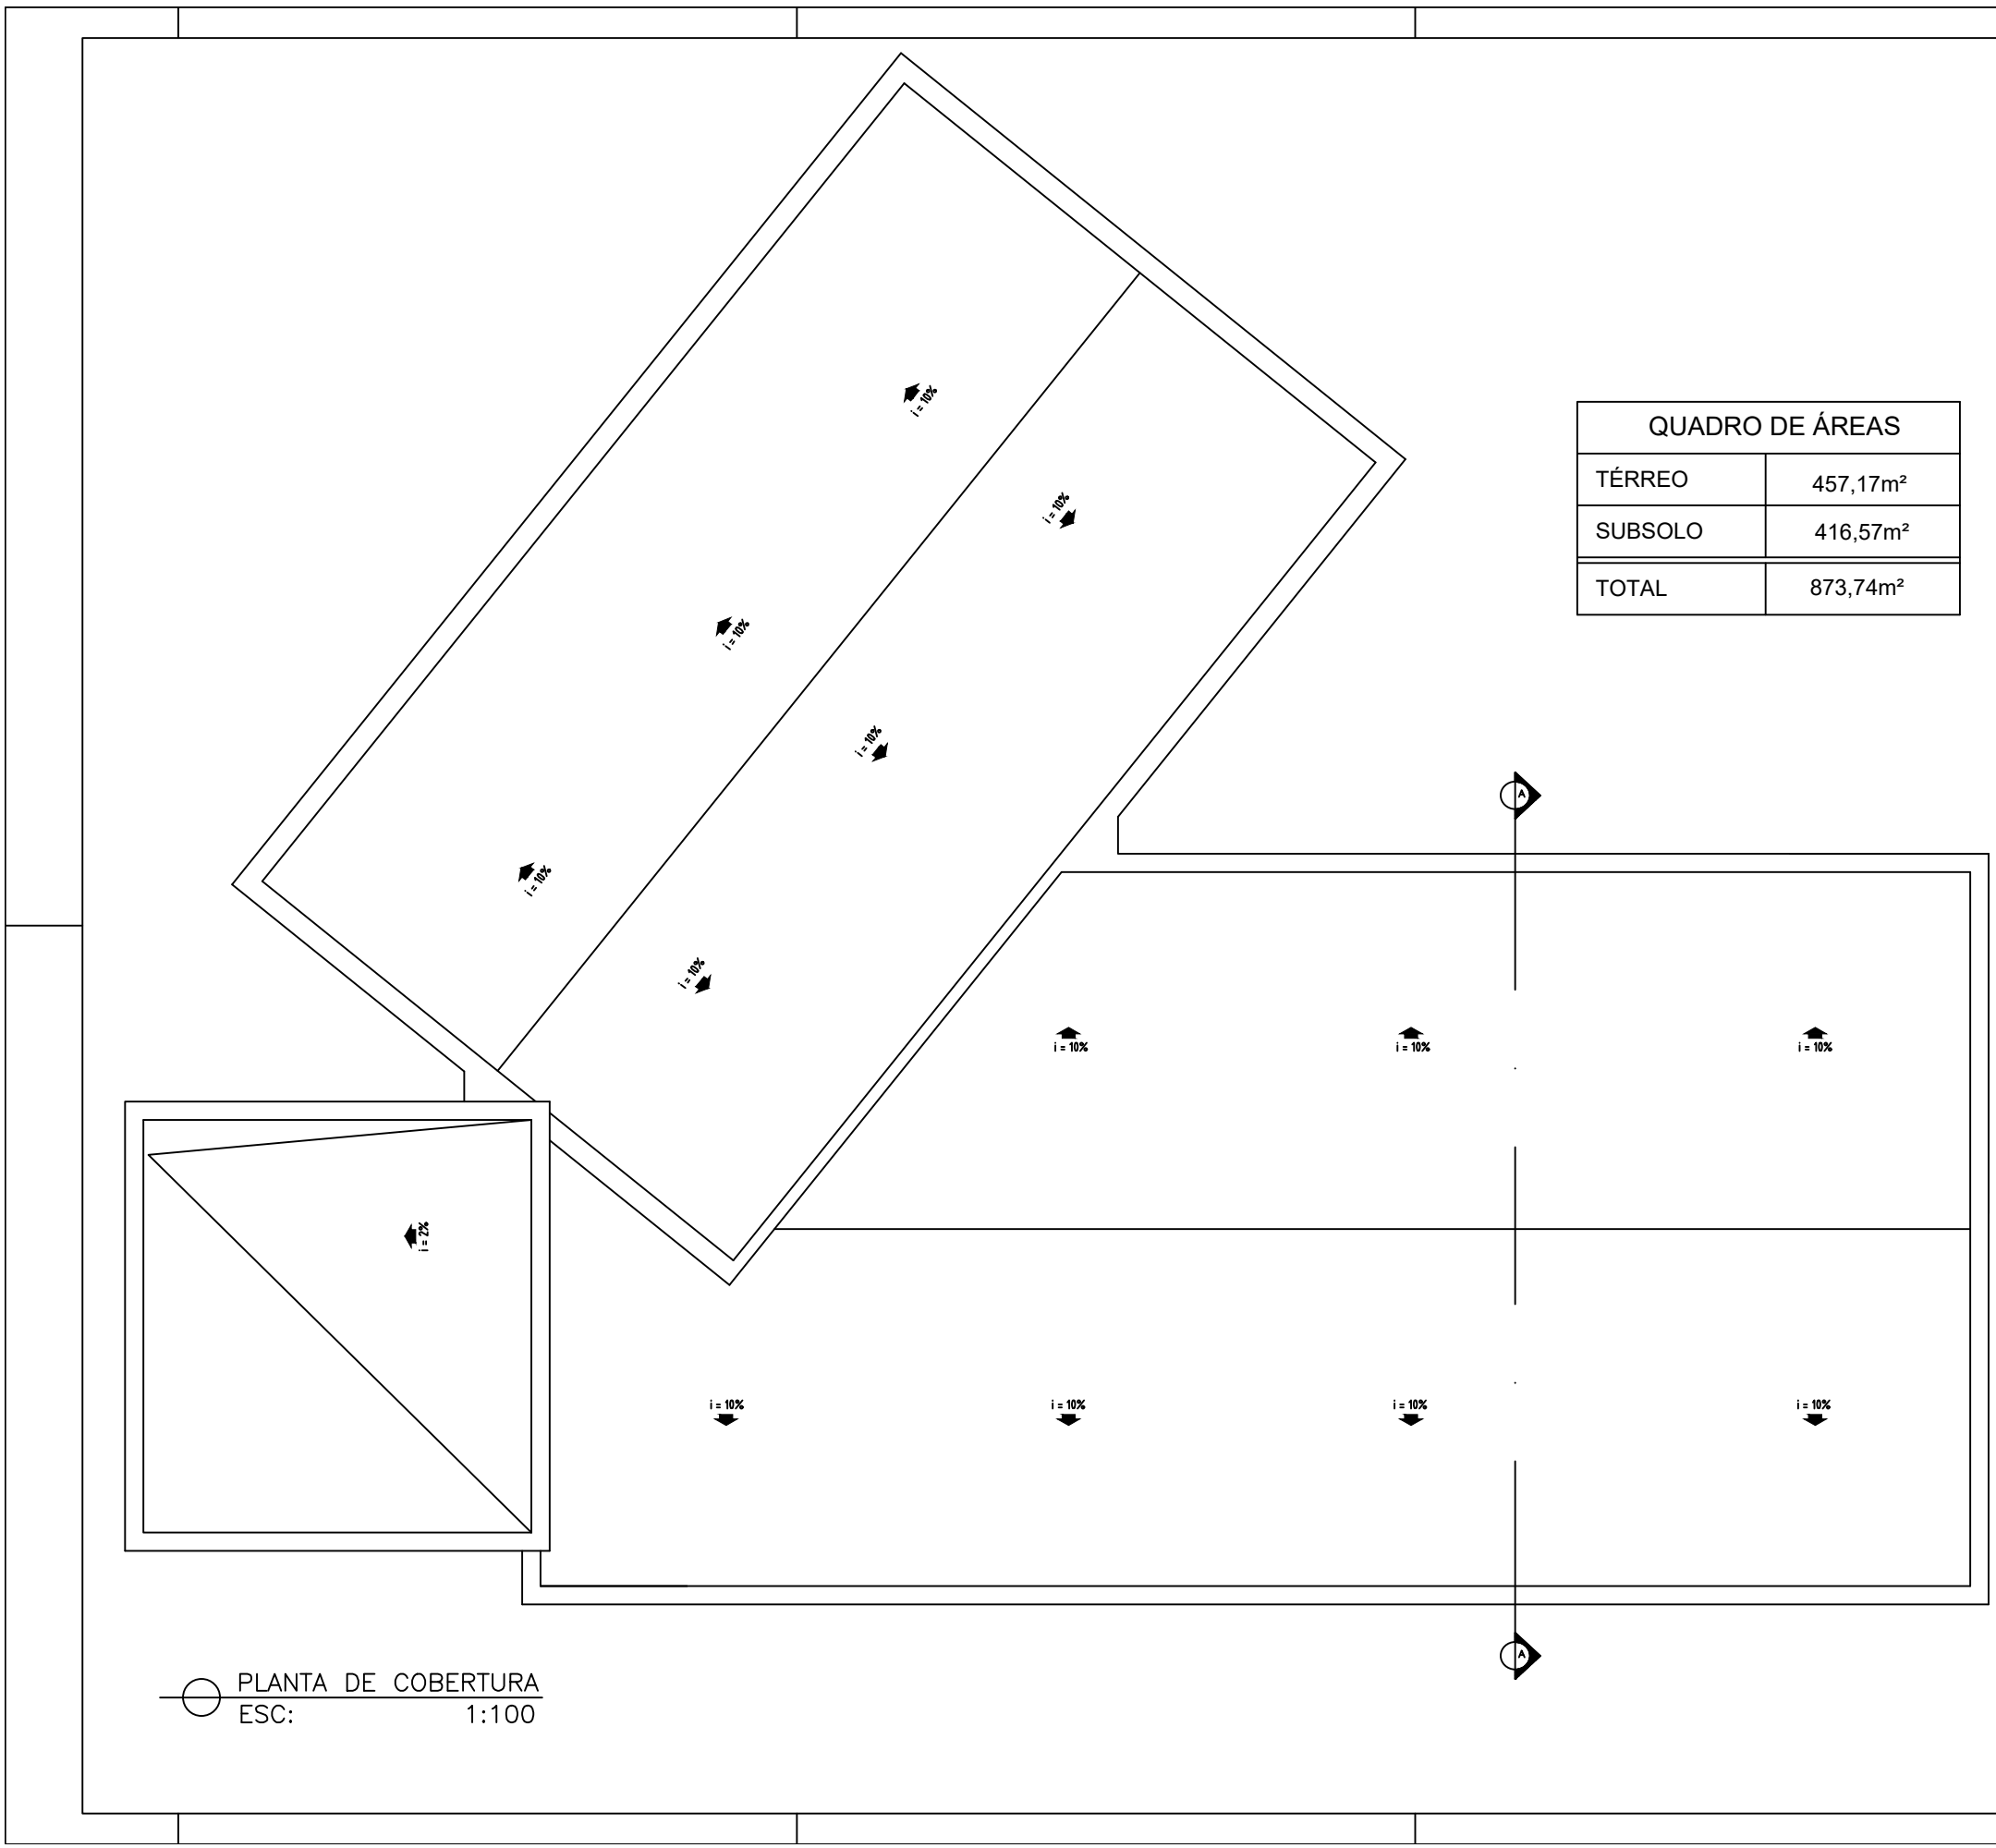 i = 10%
QUADRO DE ÁREAS
TÉRREO 457,17m²
i = 10%
SUBSOLO 416,57m²
TOTAL 873,74m²
i = 10%
i = 10%
A
i = 10%
i = 10%
i = 10% i = 10% i = 10%
i = 2%
i = 10% i = 10% i = 10% i = 10%
A
PLANTA DE COBERTURA
ESC: 1:100